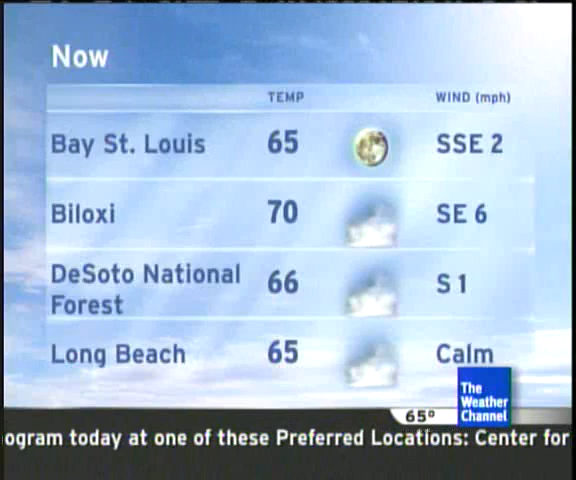 Now
TEMP WIND (mph)
Bay St. Louis 65 SSE 2
Biloxi 70 SE 6
DeSoto National
Forest 66 S 1
Long Beach 65 Calm
65°
The
Weather
Channel
ogram today at one of these Preferred Locations: Center for